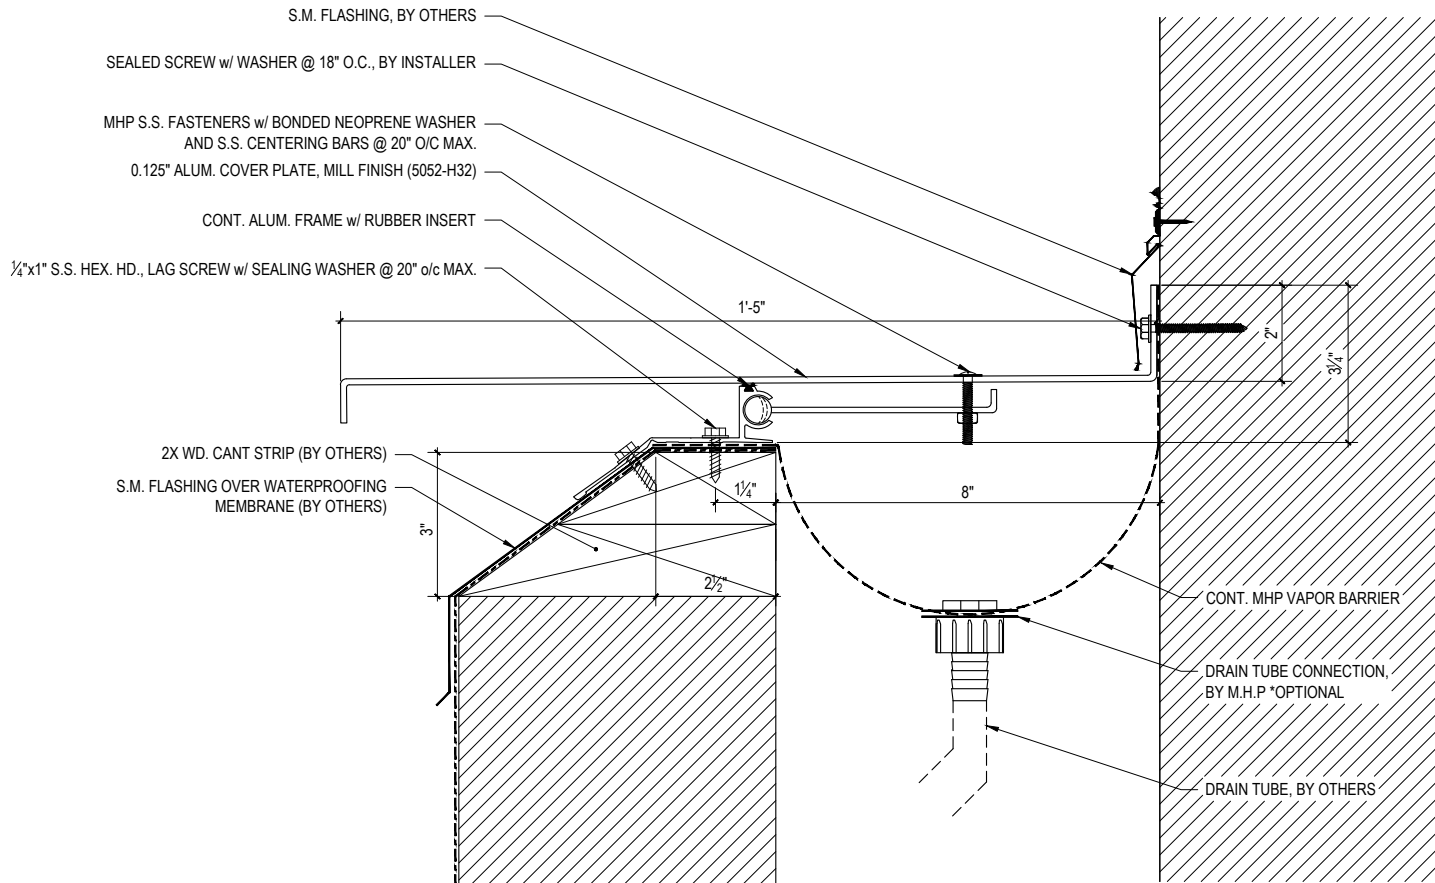 S.M. FLASHING, BY OTHERS
SEALED SCREW w/ WASHER @ 18" O.C., BY INSTALLER
MHP S.S. FASTENERS w/ BONDED NEOPRENE WASHER
AND S.S. CENTERING BARS @ 20" O/C MAX.
0.125" ALUM. COVER PLATE, MILL FINISH (5052-H32)
CONT. ALUM. FRAME w/ RUBBER INSERT
¼"x1" S.S. HEX. HD., LAG SCREW w/ SEALING WASHER @ 20" o/c MAX.
1'-5"
2"
3¼"
2X WD. CANT STRIP (BY OTHERS)
S.M. FLASHING OVER WATERPROOFING
MEMBRANE (BY OTHERS)
1¼"
8"
3"
2½"
CONT. MHP VAPOR BARRIER
DRAIN TUBE CONNECTION,
BY M.H.P *OPTIONAL
DRAIN TUBE, BY OTHERS